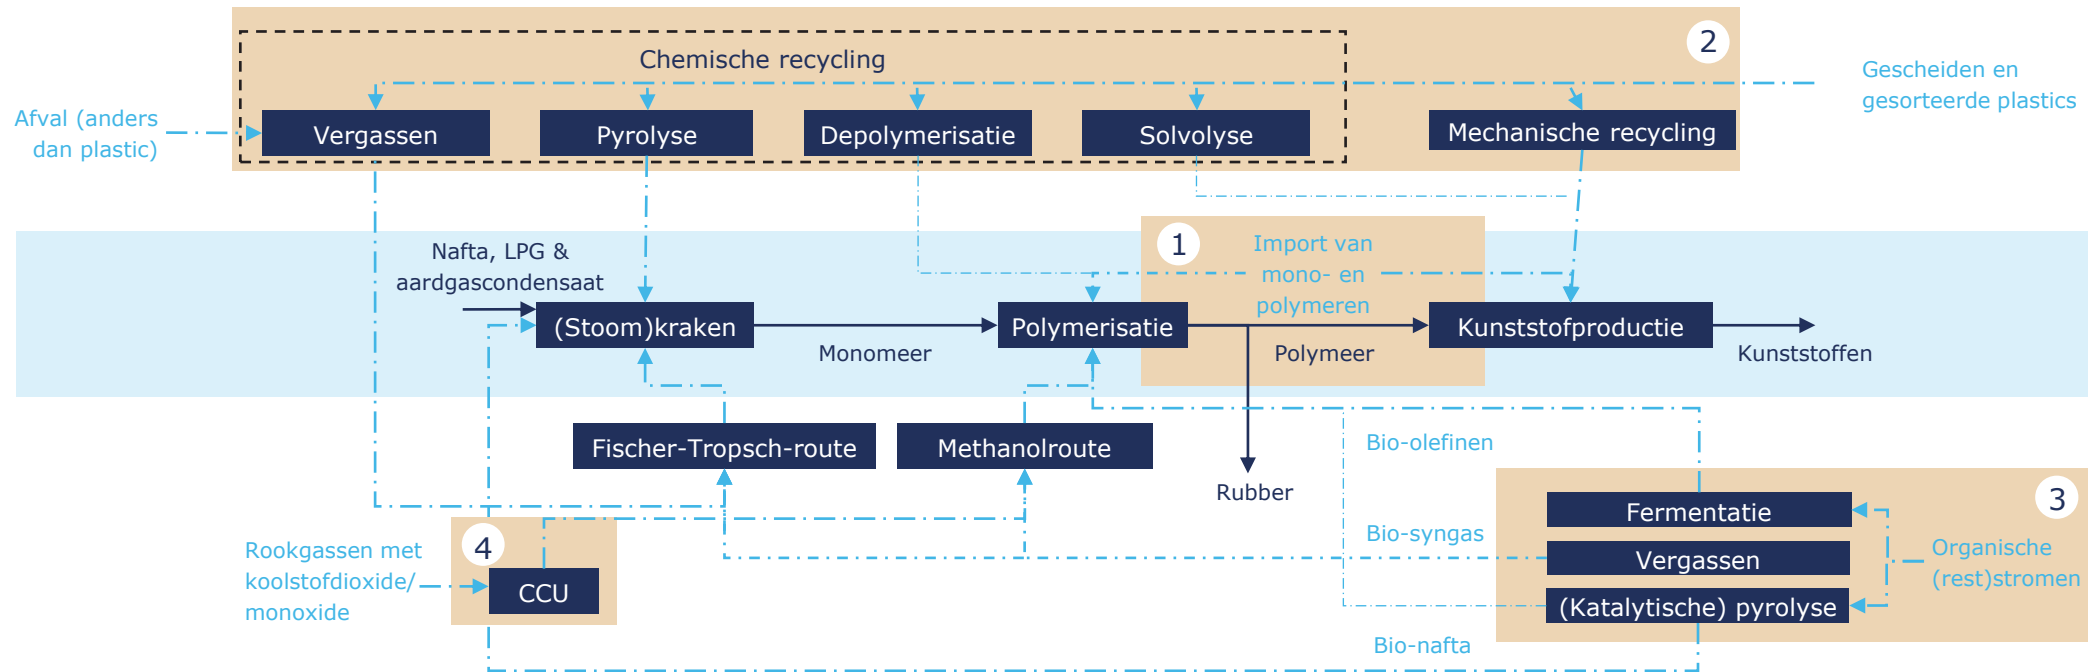 Chemische recycling
2
Gescheiden en
gesorteerde plastics
Afval (anders
dan plastic)
Vergassen
Pyrolyse
Depolymerisatie
Solvolyse
Mechanische recycling
Nafta, LPG &
aardgascondensaat
1
Import van
mono- en
polymeren
(Stoom)kraken
Monomeer
Polymerisatie
Polymeer
Kunststofproductie
Kunststoffen
Fischer-Tropsch-route
Methanolroute
Rubber
Bio-olefinen
3
Fermentatie
Bio-syngas
Vergassen
Organische
(rest)stromen
(Katalytische) pyrolyse
Bio-nafta
4
Rookgassen met
koolstofdioxide/
monoxide
CCU